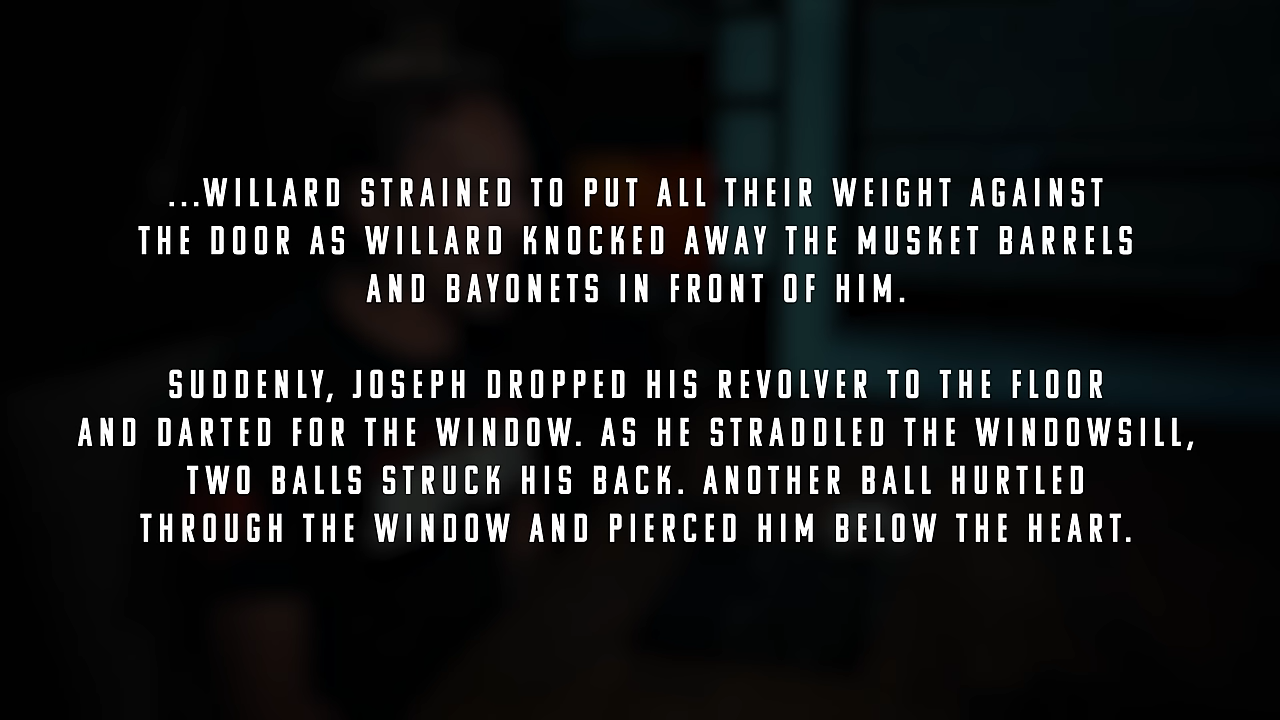 ...WILLARD STRAINED TO PUT ALL THEIR WEIGHT AGAINST
THE DOOR AS WILLARD KNOCKED AWAY THE MUSKET BARRELS
AND BAYONETS IN FRONT OF HIM.
SUDDENLY, JOSEPH DROPPED HIS REVOLVER TO THE FLOOR
AND DARTED FOR THE WINDOW. AS HE STRADDLED THE WINDOWSILL,
TWO BALLS STRUCK HIS BACK. ANOTHER BALL HURTLED
THROUGH THE WINDOW AND PIERCED HIM BELOW THE HEART.